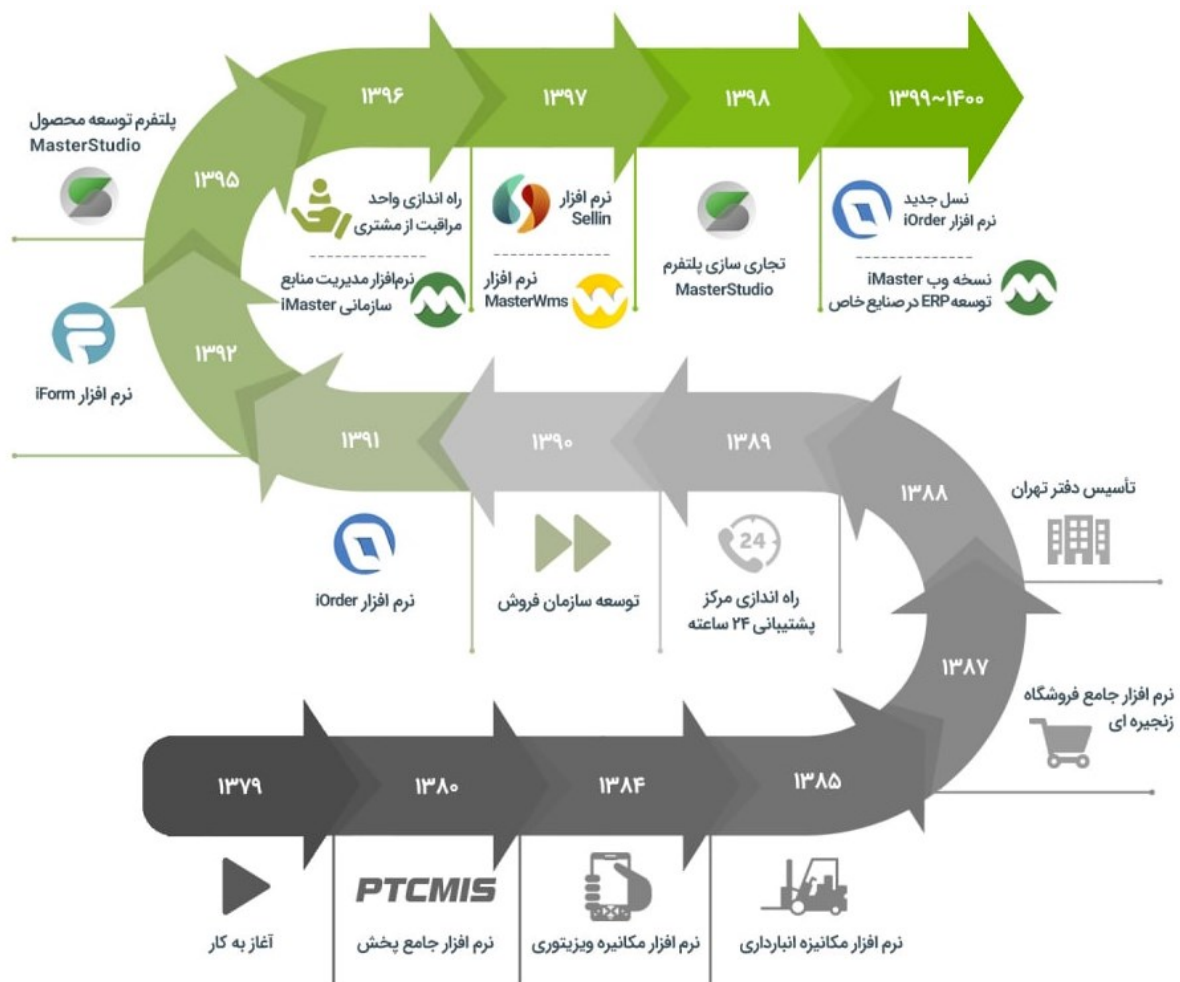 ۱۳۹۶
۱۳۹۷
۱۳۹۸
۱۳۹۹~۱۴۰۰
پلتفرم توسعه محصول
MasterStudio
۱۳۹۵
راه اندازی واحد
مراقبت از مشتری
نرم‌افزار مدیریت منابع
سازمانی iMaster
نرم افزار
Sellin
نرم افزار
MasterWms
تجاری سازی پلتفرم
MasterStudio
نسل جدید
نرم افزار iOrder
نسخه وب iMaster
توسعه ERP در صنایع خاص
۱۳۹۲
نرم افزار iForm
۱۳۹۱
۱۳۹۰
۱۳۸۹
۱۳۸۸
نرم افزار iOrder
توسعه سازمان فروش
24
راه اندازی مرکز
پشتیبانی ۲۴ ساعته
تأسیس دفتر تهران
۱۳۸۷
نرم افزار جامع فروشگاه
زنجیره ای
۱۳۷۹
۱۳۸۰
۱۳۸۴
۱۳۸۵
آغاز به کار
PTCMIS
نرم افزار جامع پخش
نرم افزار مکانیره ویزیتوری
نرم افزار مکانیزه انبارداری